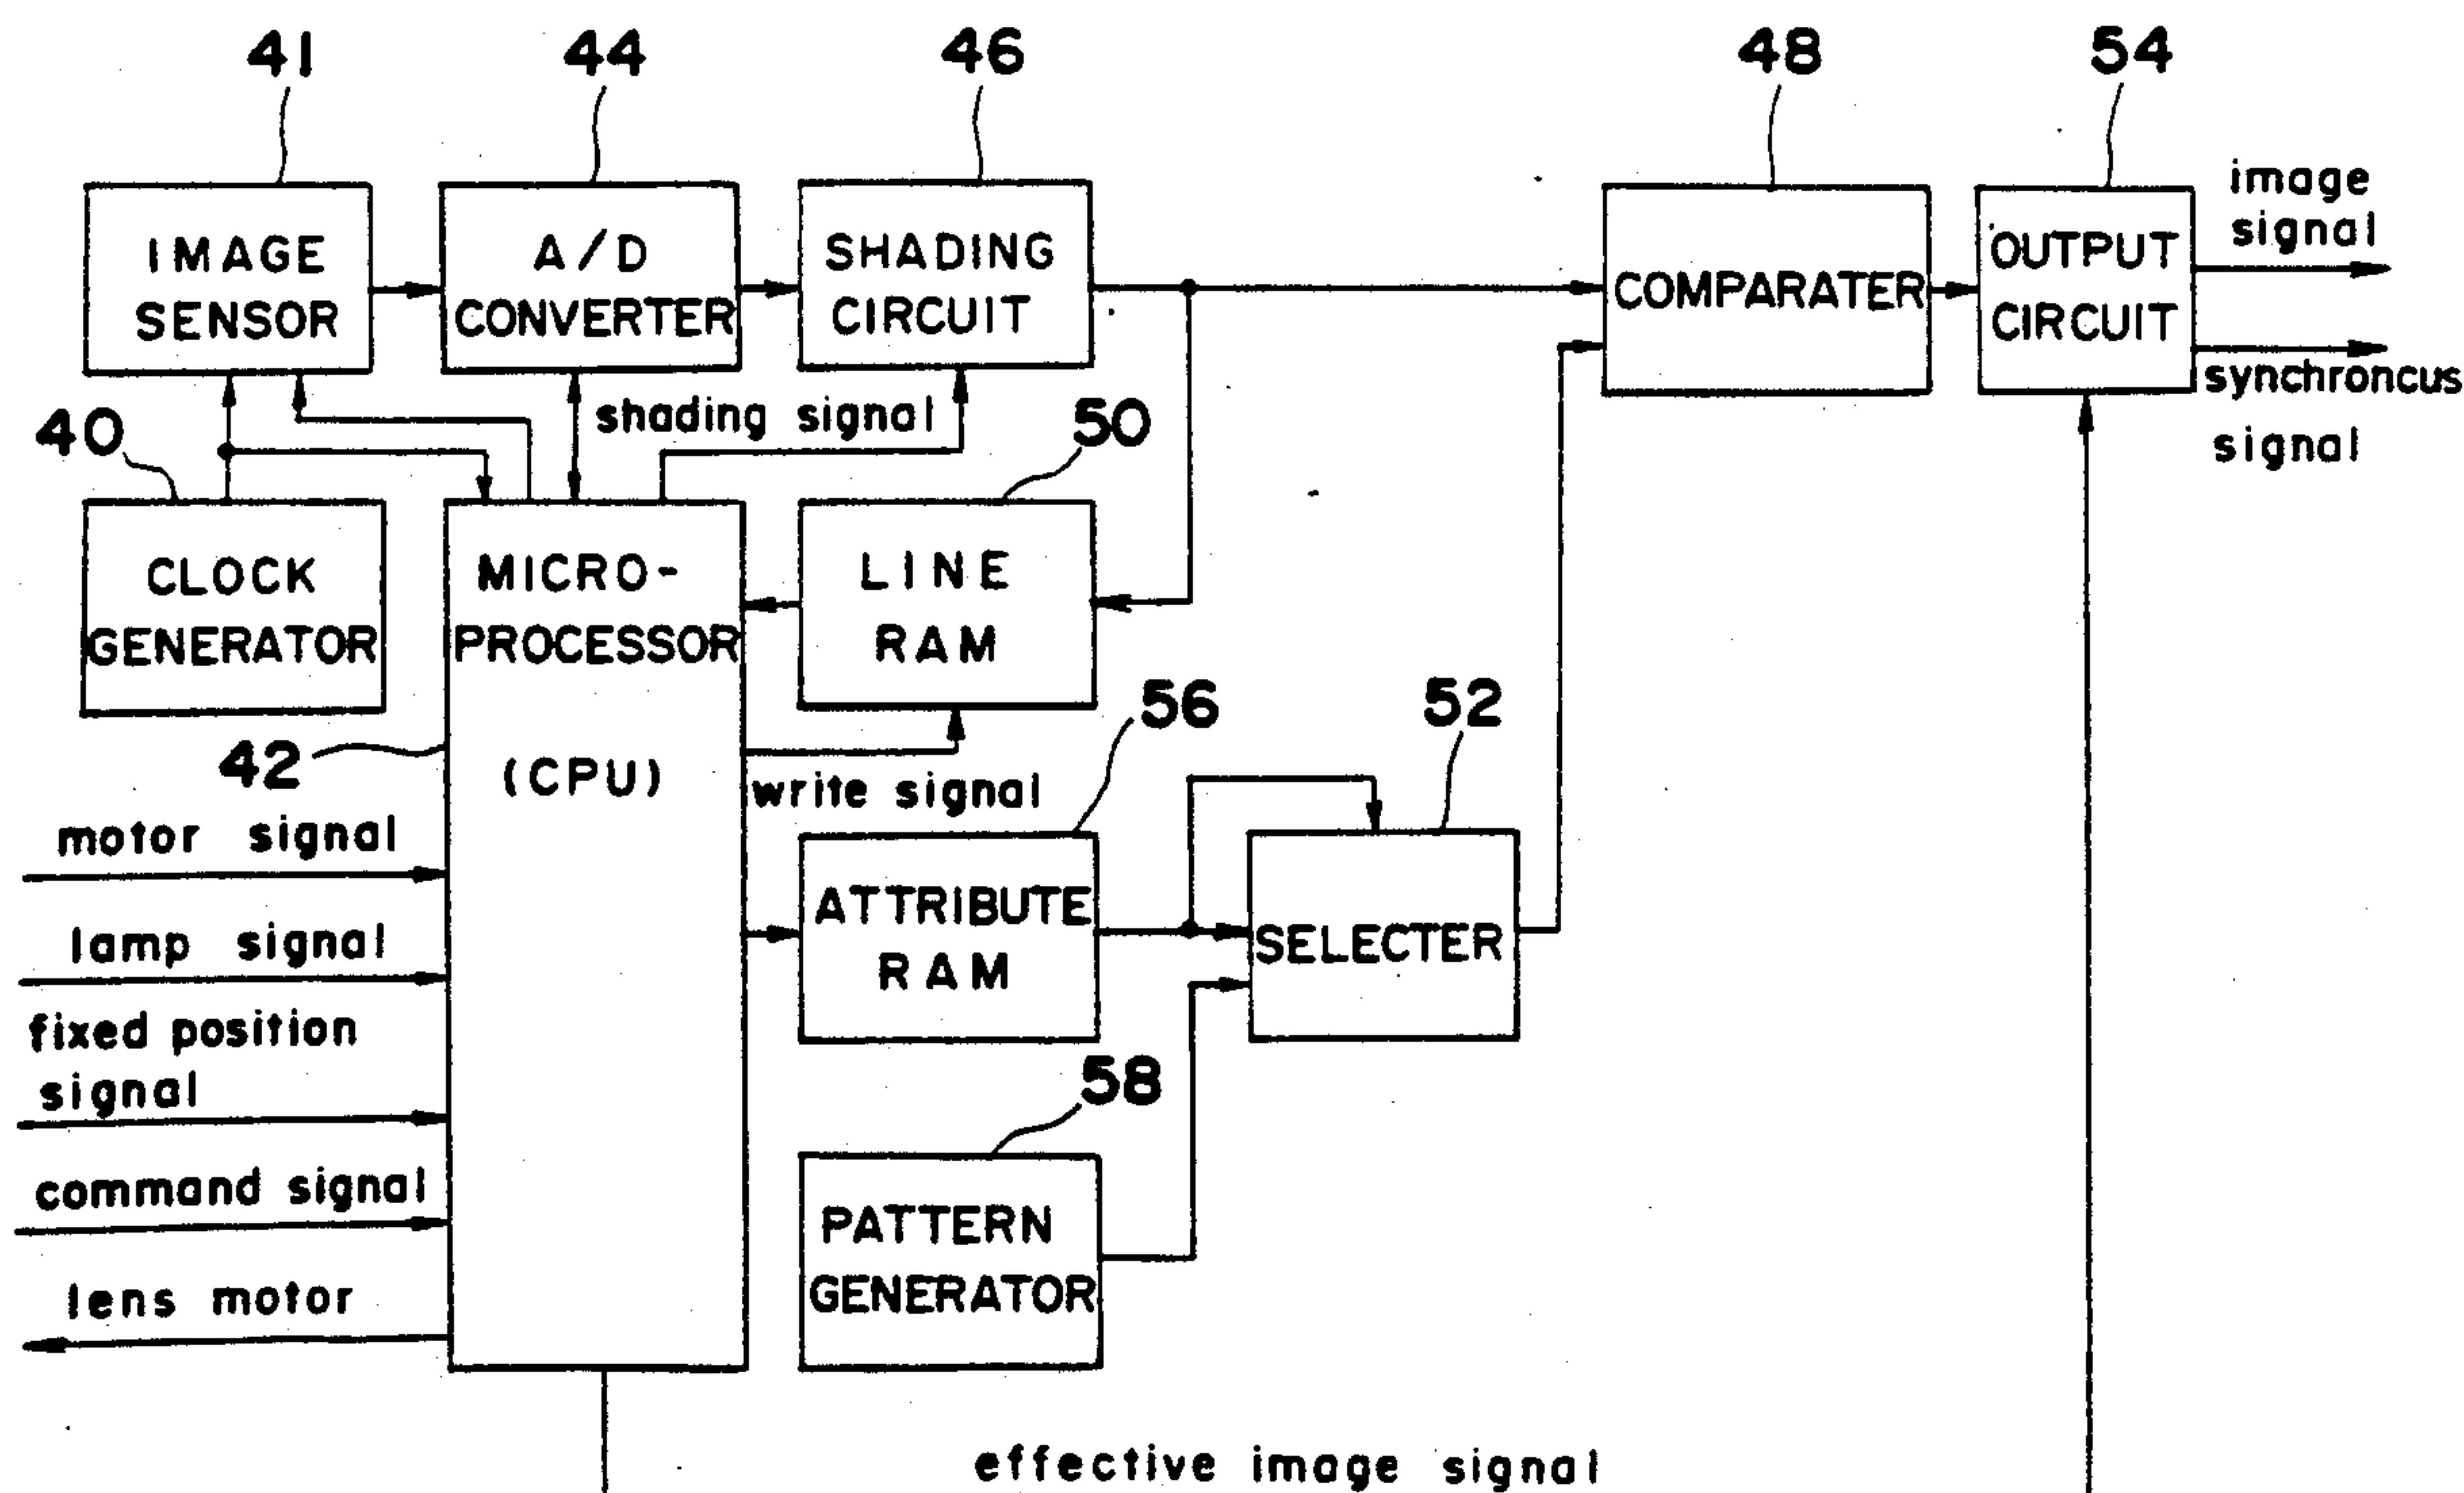 41
44
46
48
54
IMAGE
SENSOR
A/D
CONVERTER
SHADING
CIRCUIT
COMPARATER
OUTPUT
CIRCUIT
image
signal
synchroncus
signal
40
shading signal
50
CLOCK
GENERATOR
MICRO-
PROCESSOR
(CPU)
LINE
RAM
42
write signal
56
52
motor signal
lamp signal
fixed position
signal
command signal
lens motor
ATTRIBUTE
RAM
SELECTER
58
PATTERN
GENERATOR
effective image signal